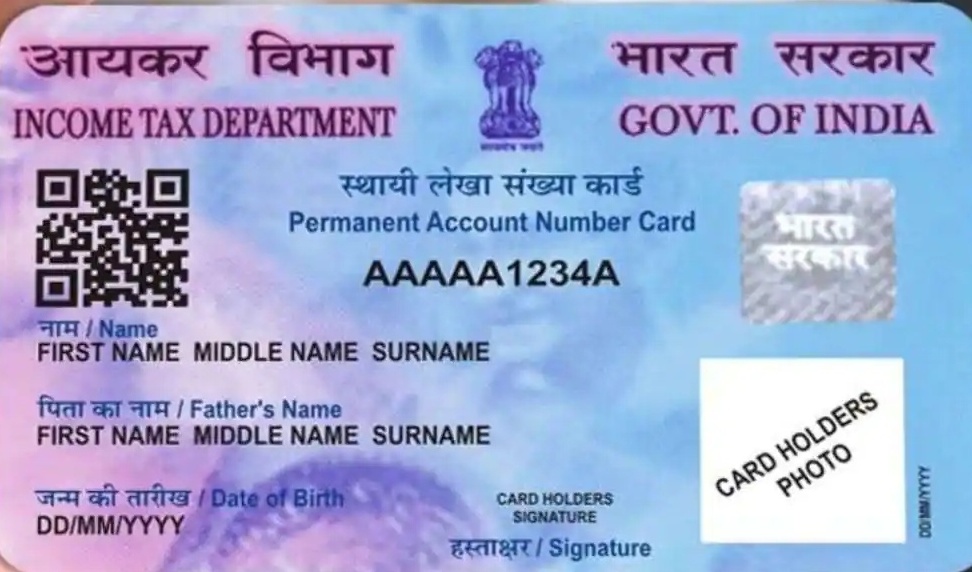 आयकर विभाग
INCOME TAX DEPARTMENT
भारत सरकार
GOVT. OF INDIA
सत्यमेव जयते
स्थायी लेखा संख्या कार्ड
Permanent Account Number Card
AAAAA1234A
भारत
सरकार
नाम / Name
FIRST NAME MIDDLE NAME SURNAME
पिता का नाम / Father's Name
FIRST NAME MIDDLE NAME SURNAME
CARD HOLDERS
PHOTO
जन्म की तारीख / Date of Birth
DD/MM/YYYY
CARD HOLDERS
SIGNATURE
हस्ताक्षर / Signature
DD/MM/YYYY